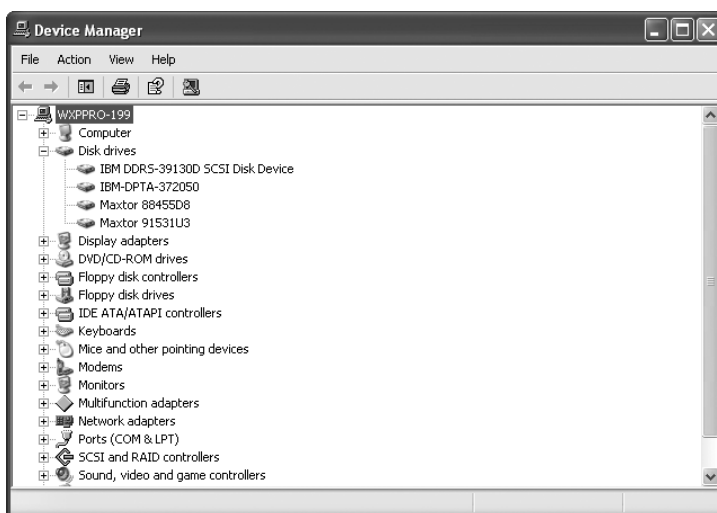 Device Manager
File Action View Help
WXPPRO-199
Computer
Disk drives
IBM DDRS-39130D SCSI Disk Device
IBM-DPTA-372050
Maxtor 88455D8
Maxtor 91531U3
Display adapters
DVD/CD-ROM drives
Floppy disk controllers
Floppy disk drives
IDE ATA/ATAPI controllers
Keyboards
Mice and other pointing devices
Modems
Monitors
Multifunction adapters
Network adapters
Ports (COM & LPT)
SCSI and RAID controllers
Sound, video and game controllers